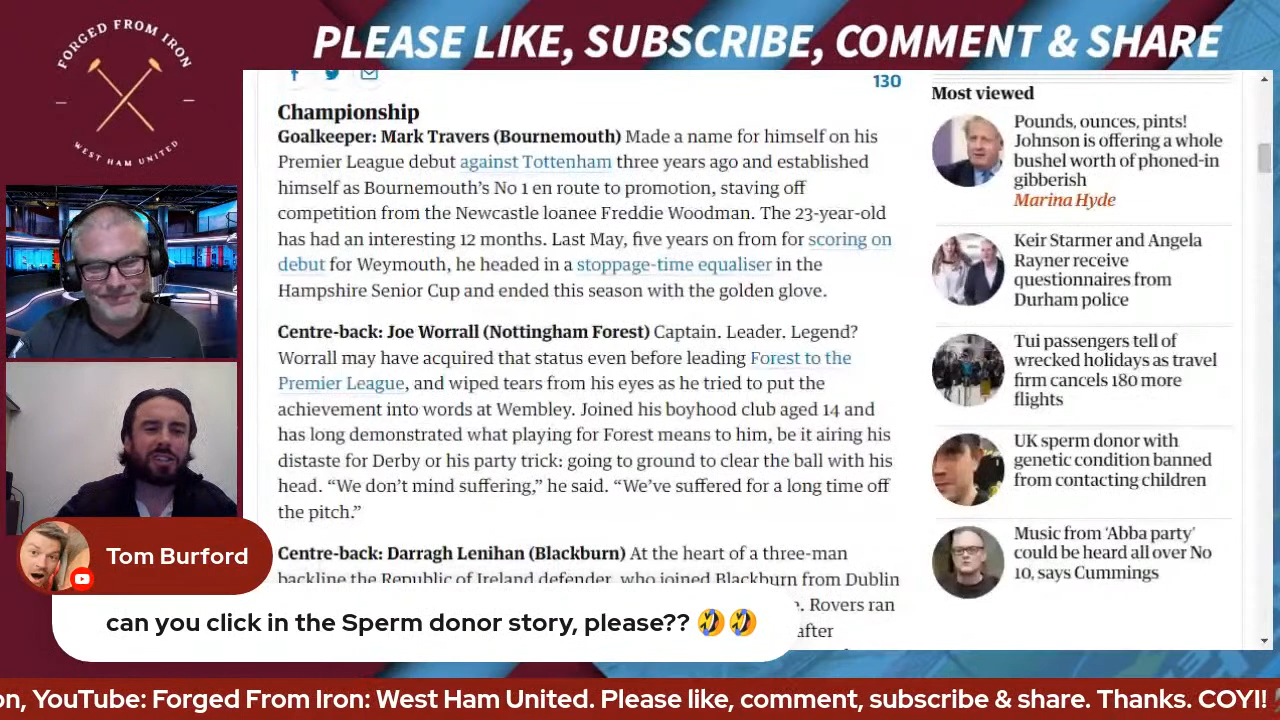 FORGED FROM IRON
WEST HAM UNITED
PLEASE LIKE, SUBSCRIBE, COMMENT & SHARE
130
Championship
Goalkeeper: Mark Travers (Bournemouth) Made a name for himself on his
Premier League debut against Tottenham three years ago and established
himself as Bournemouth's No 1 en route to promotion, staving off
competition from the Newcastle loanee Freddie Woodman. The 23-year-old
has had an interesting 12 months. Last May, five years on from for scoring on
debut for Weymouth, he headed in a stoppage-time equaliser in the
Hampshire Senior Cup and ended this season with the golden glove.
Centre-back: Joe Worrall (Nottingham Forest) Captain. Leader. Legend?
Worrall may have acquired that status even before leading Forest to the
Premier League, and wiped tears from his eyes as he tried to put the
achievement into words at Wembley. Joined his boyhood club aged 14 and
has long demonstrated what playing for Forest means to him, be it airing his
distaste for Derby or his party trick: going to ground to clear the ball with his
head. “We don't mind suffering,” he said. “We've suffered for a long time off
the pitch.”
Centre-back: Darragh Lenihan (Blackburn) At the heart of a three-man
backline the Republic of Ireland defender, who joined Blackburn from Dublin
e. Rovers ran
after
Most viewed
Pounds, ounces, pints!
Johnson is offering a whole
bushel worth of phoned-in
gibberish
Marina Hyde
Keir Starmer and Angela
Rayner receive
questionnaires from
Durham police
Tui passengers tell of
wrecked holidays as travel
firm cancels 180 more
flights
UK sperm donor with
genetic condition banned
from contacting children
Music from ‘Abba party’
could be heard all over No
10, says Cummings
Tom Burford
can you click in the Sperm donor story, please?? 🤣🤣
on, YouTube: Forged From Iron: West Ham United. Please like, comment, subscribe & share. Thanks. COYI!